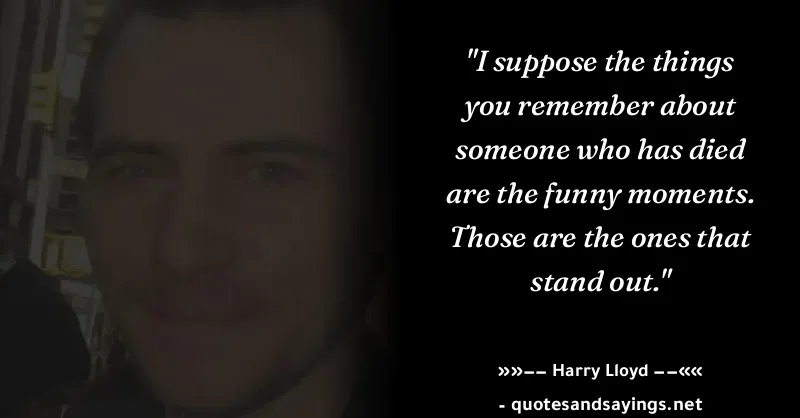 "I suppose the things
you remember about
someone who has died
are the funny moments.
Those are the ones that
stand out."
»»―― Harry Lloyd ――««
- quotesandsayings.net